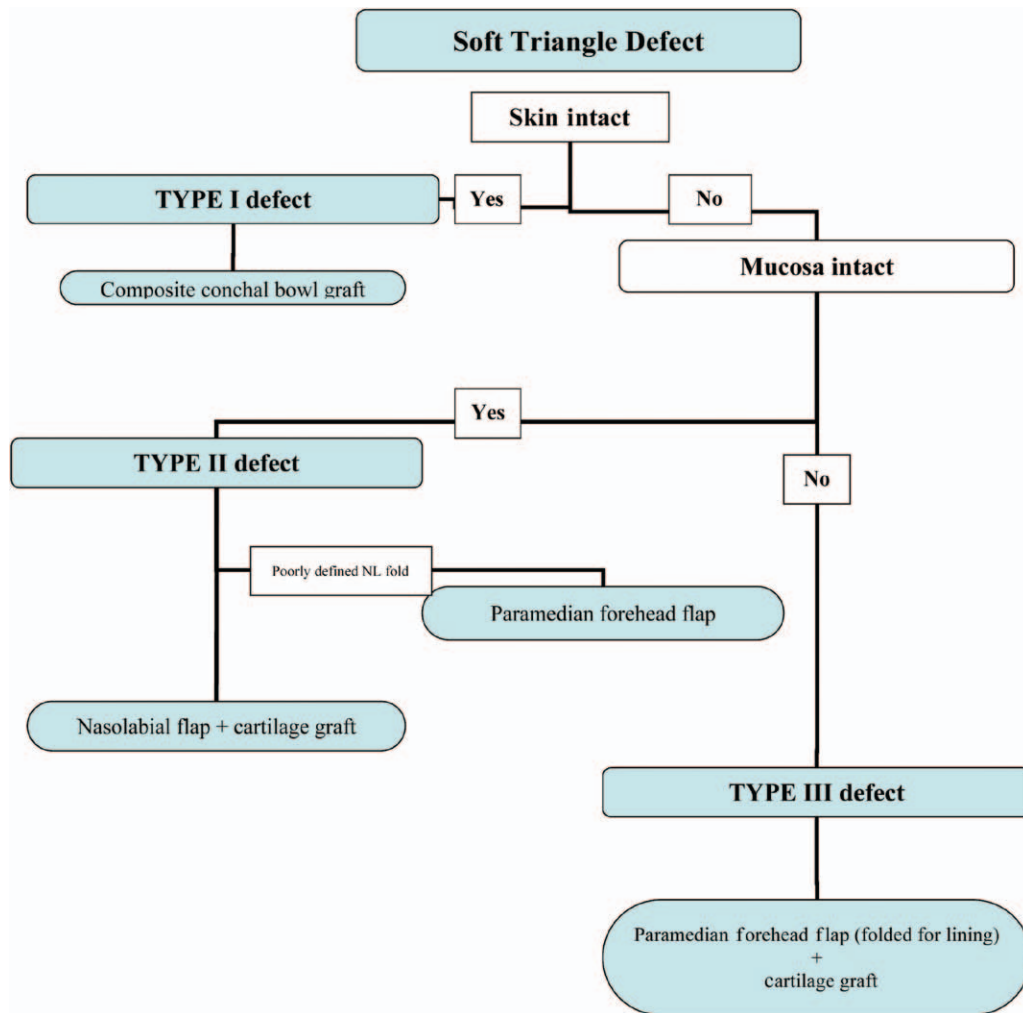 Soft Triangle Defect
Skin intact
TYPE I defect
Yes
No
Composite conchal bowl graft
Mucosa intact
Yes
TYPE II defect
No
Poorly defined NL fold
Paramedian forehead flap
Nasolabial flap + cartilage graft
TYPE III defect
Paramedian forehead flap (folded for lining)
+
cartilage graft